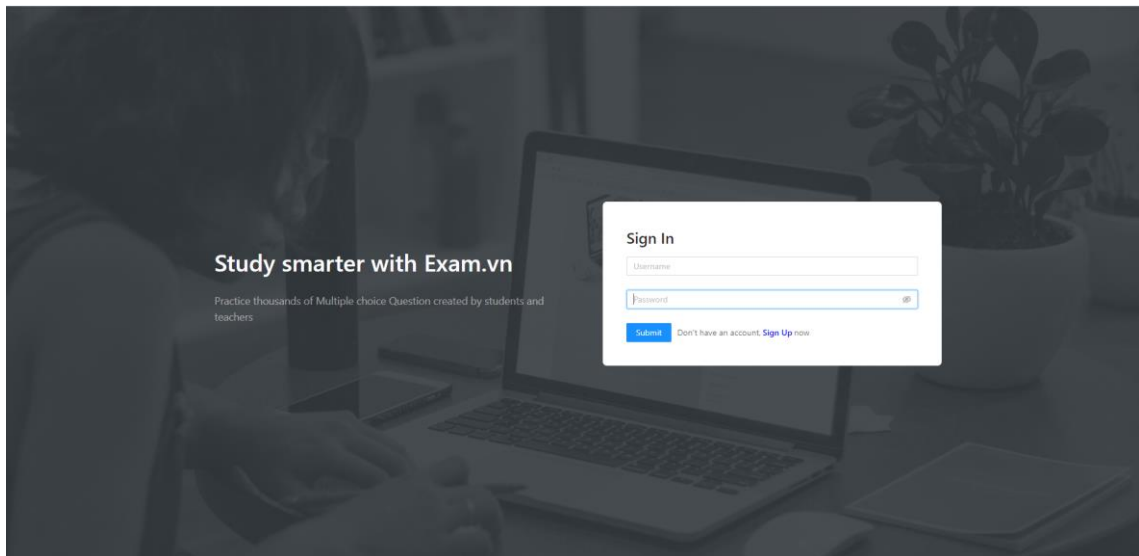 Study smarter with Exam.vn
Practice thousands of Multiple choice Question created by students and
teachers
Sign In
Username
Password
Submit Don't have an account. Sign Up now